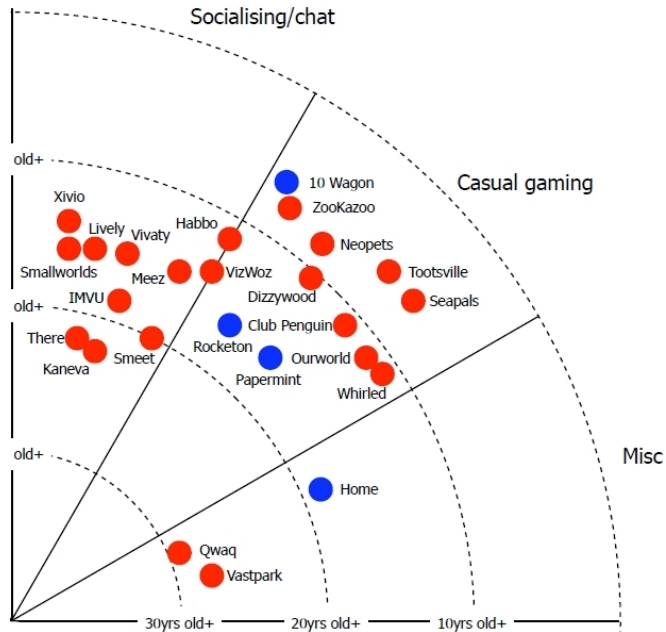 Socialising/chat
old+
10 Wagon
Casual gaming
Xivio
ZooKazoo
Lively
Vivaty
Habbo
Neopets
Smallworlds
Meez
VizWoz
Tootsville
Dizzywood
IMVU
Seapals
old+
There
Club Penguin
Rocketon
Kaneva
Smeet
Ourworld
Papermint
Whirled
old+
Misc
Home
Qwaq
Vastpark
30yrs old+
20yrs old+
10yrs old+